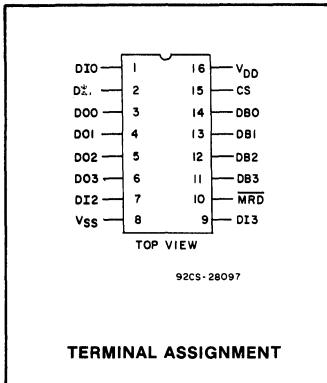 DI0 1 16 VDD
2 15 CS
DO0 3 14 DB0
DO1 4 13 DB1
DO2 5 12 DB2
DO3 6 11 DB3
DI2 7 10 MRD
VSS 8 9 DI3
TOP VIEW
92CS-28097
TERMINAL ASSIGNMENT